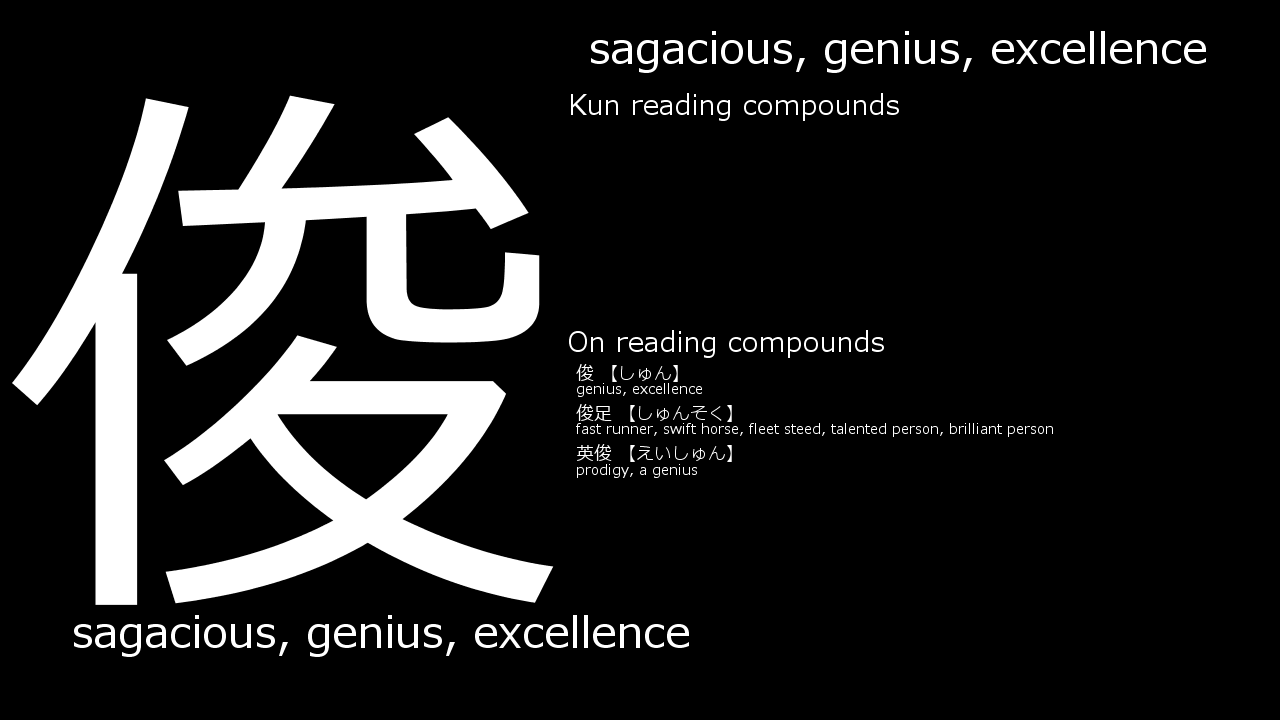 俊
sagacious, genius, excellence
sagacious, genius, excellence
Kun reading compounds
On reading compounds
俊 【しゅん】
genius, excellence
俊足 【しゅんそく】
fast runner, swift horse, fleet steed, talented person, brilliant person
英俊 【えいしゅん】
prodigy, a genius